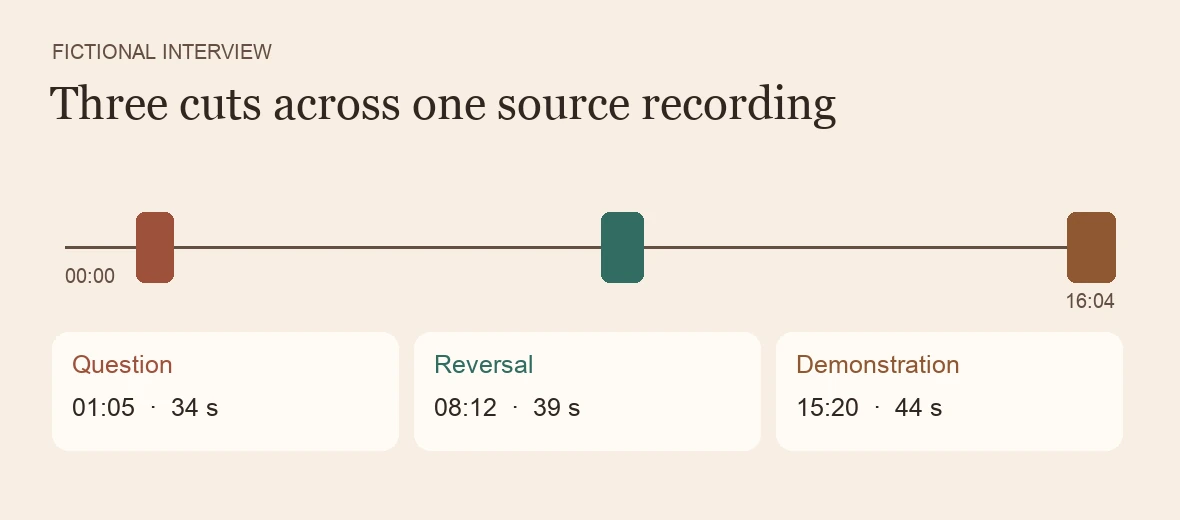 FICTIONAL INTERVIEW
Three cuts across one source recording
00:00
16:04
Question
01:05 · 34 s
Reversal
08:12 · 39 s
Demonstration
15:20 · 44 s